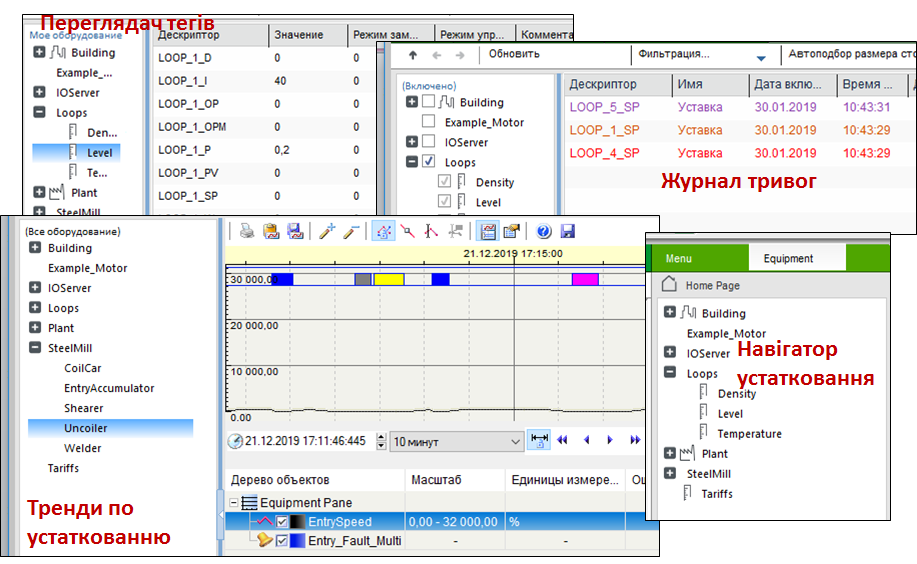 Переглядач тегів
Мое оборудование
Building
Example_...
IOServer
Loops
Den...
Level
Te...
Plant
SteelMill
Дескриптор Значение Режим зам... Режим упр... Коммента
LOOP_1_D 0 0
LOOP_1_I 40 0
LOOP_1_OP 0 0
LOOP_1_OPM 0 0
LOOP_1_P 0,2 0
LOOP_1_PV 0 0
LOOP_1_SP 0 0
Обновить Фильтрация... Автоподбор размера сто
(Включено)
Building
Example_Motor
IOServer
Loops
Density
Level
Дескриптор Имя Дата вклю... Время ...
LOOP_5_SP Уставка 30.01.2019 10:43:31
LOOP_1_SP Уставка 30.01.2019 10:43:29
LOOP_4_SP Уставка 30.01.2019 10:43:29
Журнал тривог
(Все оборудование)
Building
Example_Motor
IOServer
Loops
Plant
SteelMill
CoilCar
EntryAccumulator
Shearer
Uncoiler
Welder
Tariffs
Тренди по
устаткованню
21.12.2019 17:15:00
30 000,00
20 000,00
10 000,00
0.00
21.12.2019 17:11:46:445 10 минут
Дерево объектов Масштаб Единицы измере... Оц
Equipment Pane
EntrySpeed 0,00 - 32 000,00 %
Entry_Fault_Multi - -
Menu Equipment
Home Page
Building
Example_Motor
IOServer
Loops
Density
Level
Temperature
Plant
SteelMill
Tariffs
Навігатор
устатковання